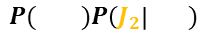 P(      )P(J₂|      )